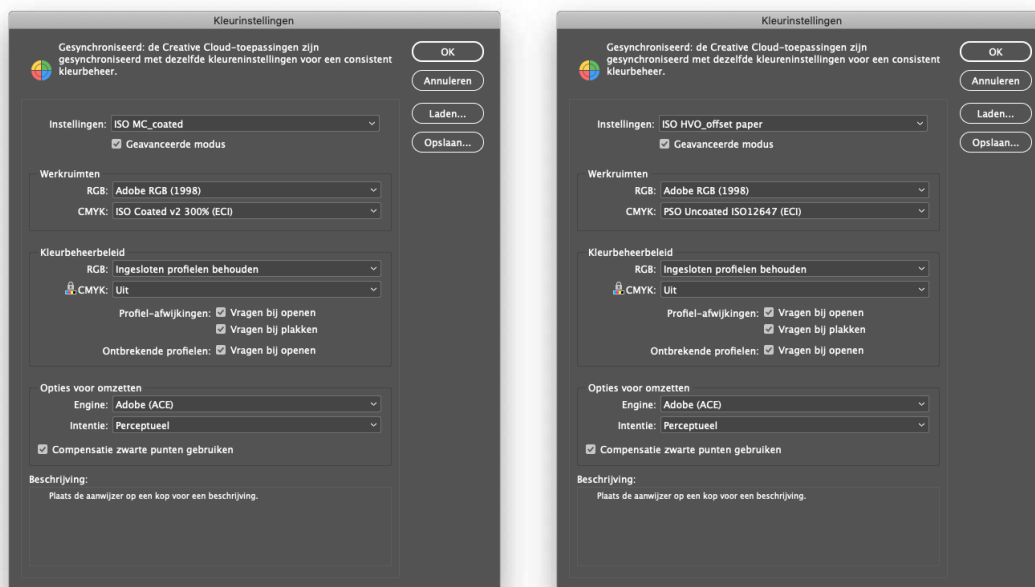 Kleurinstellingen
Gesynchroniseerd: de Creative Cloud-toepassingen zijn
gesynchroniseerd met dezelfde kleureninstellingen voor een consistent
kleurbeheer.
OK
Annuleren
Laden...
Opslaan...
Instellingen: ISO MC_coated
Geavanceerde modus
Werkruimten
RGB: Adobe RGB (1998)
CMYK: ISO Coated v2 300% (ECI)
Kleurbeheerbeleid
RGB: Ingesloten profielen behouden
CMYK: Uit
Profiel-afwijkingen: Vragen bij openen
Vragen bij plakken
Ontbrekende profielen: Vragen bij openen
Opties voor omzetten
Engine: Adobe (ACE)
Intentie: Perceptueel
Compensatie zwarte punten gebruiken
Beschrijving:
Plaats de aanwijzer op een kop voor een beschrijving.
Kleurinstellingen
Gesynchroniseerd: de Creative Cloud-toepassingen zijn
gesynchroniseerd met dezelfde kleureninstellingen voor een consistent
kleurbeheer.
OK
Annuleren
Laden...
Opslaan...
Instellingen: ISO HVO_offset paper
Geavanceerde modus
Werkruimten
RGB: Adobe RGB (1998)
CMYK: PSO Uncoated ISO12647 (ECI)
Kleurbeheerbeleid
RGB: Ingesloten profielen behouden
CMYK: Uit
Profiel-afwijkingen: Vragen bij openen
Vragen bij plakken
Ontbrekende profielen: Vragen bij openen
Opties voor omzetten
Engine: Adobe (ACE)
Intentie: Perceptueel
Compensatie zwarte punten gebruiken
Beschrijving:
Plaats de aanwijzer op een kop voor een beschrijving.